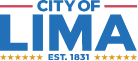 CITY OF
LIMA
EST. 1831